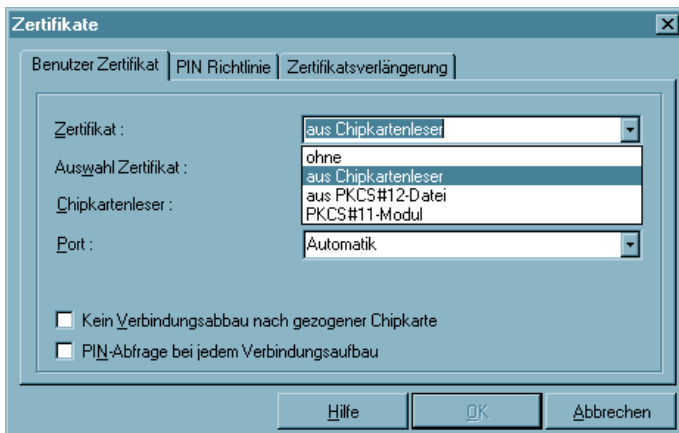 Zertifikate
Benutzer Zertifikat PIN Richtlinie Zertifikatsverlängerung
Zertifikat : aus Chipkartenleser
ohne
Auswahl Zertifikat : aus Chipkartenleser
aus PKCS#12-Datei
Chipkartenleser : PKCS#11-Modul
Port : Automatik
Kein Verbindungsabbau nach gezogener Chipkarte
PIN-Abfrage bei jedem Verbindungsaufbau
Hilfe OK Abbrechen